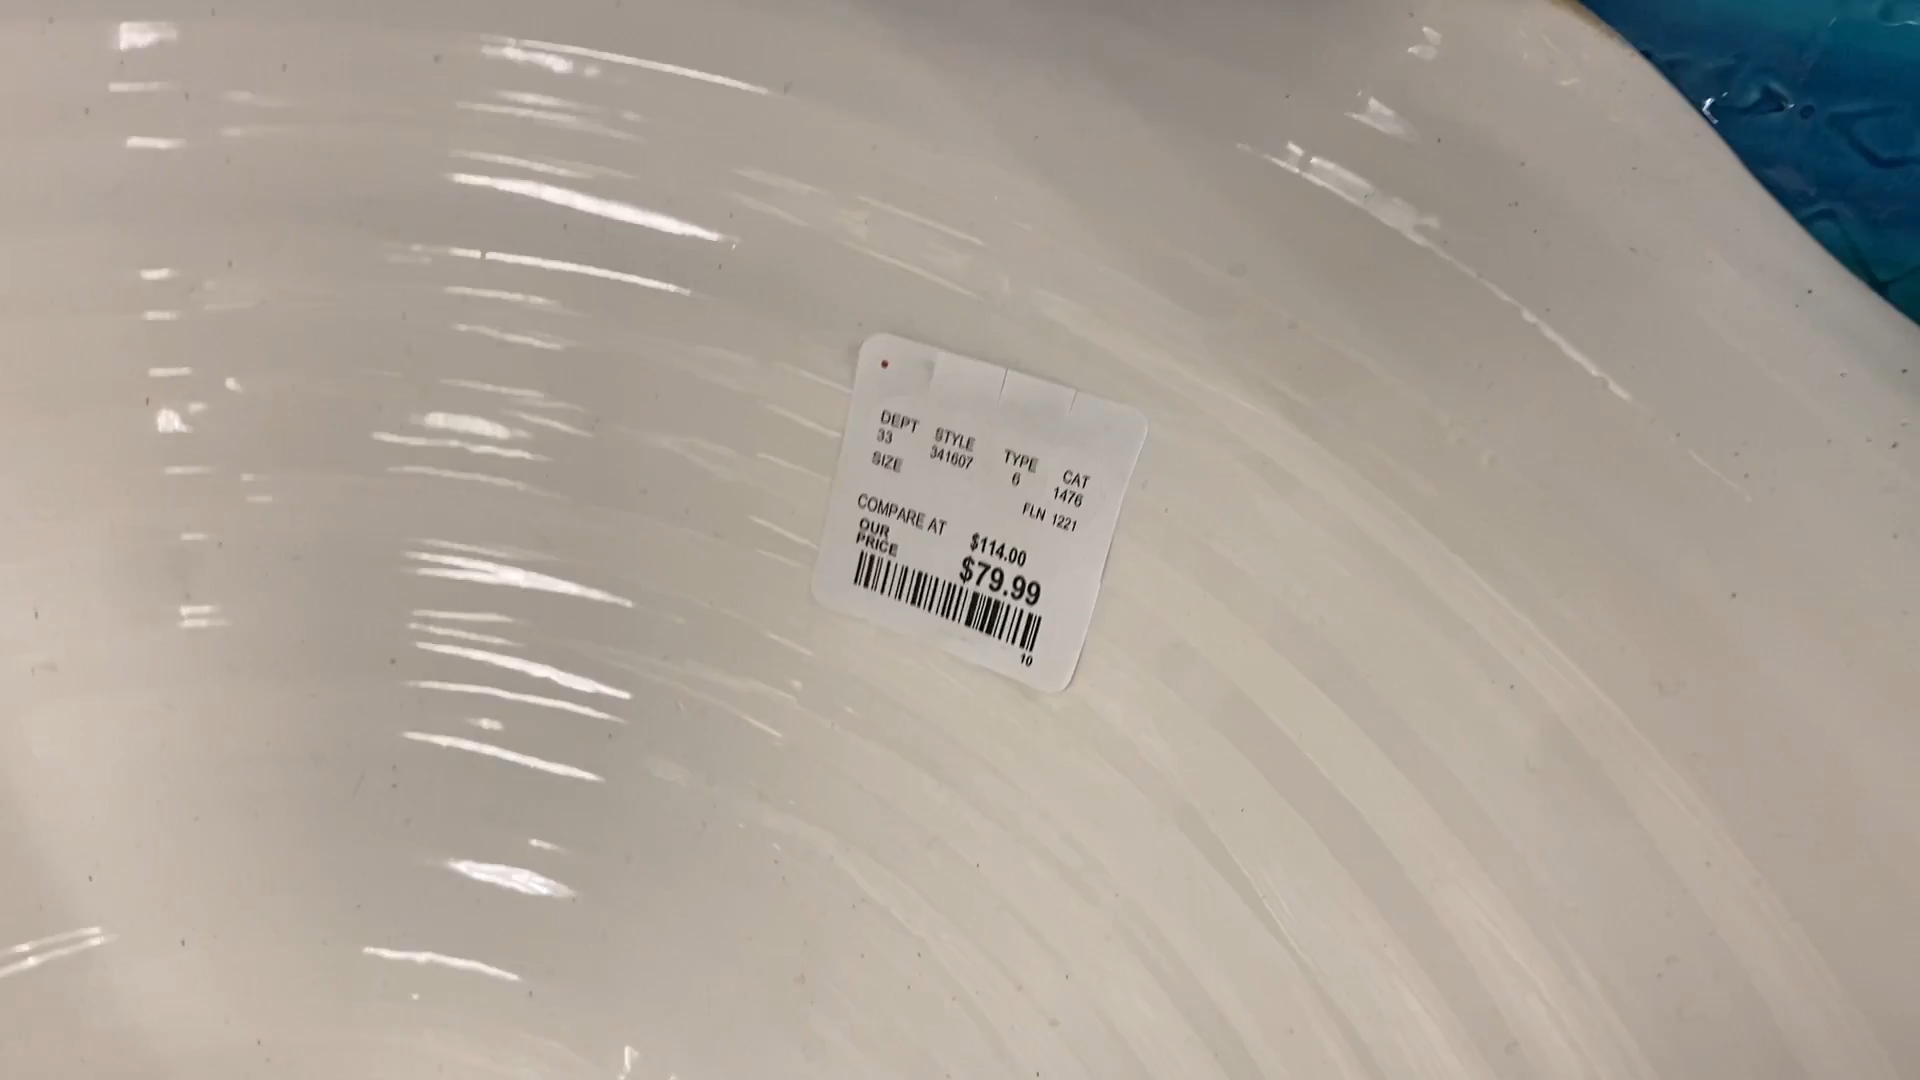 DEPT STYLE TYPE CAT
33 341607 6 1476
SIZE FLN 1221
COMPARE AT $114.00
OUR
PRICE $79.99
10